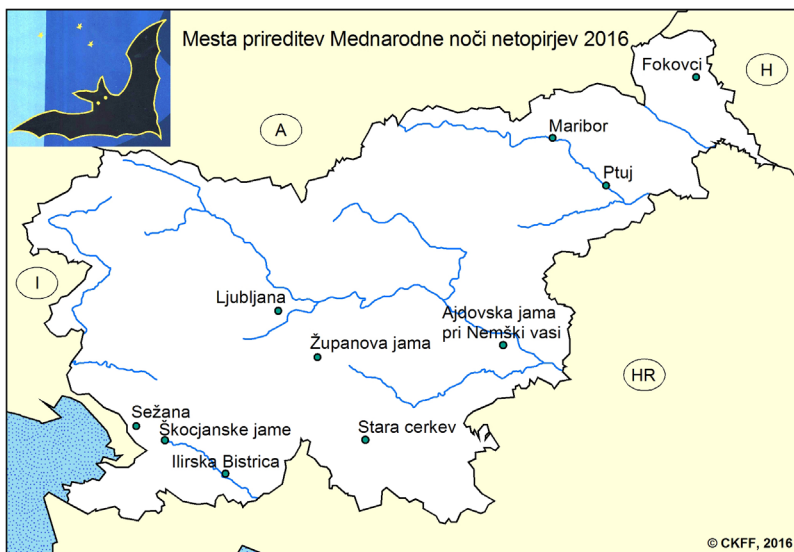 Mesta prireditev Mednarodne noči netopirjev 2016
Fokovci
H
A
Maribor
Ptuj
I
Ljubljana
Ajdovska jama
pri Nemški vasi
Županova jama
HR
Sežana
Škocjanske jame
Stara cerkev
Ilirska Bistrica
© CKFF, 2016